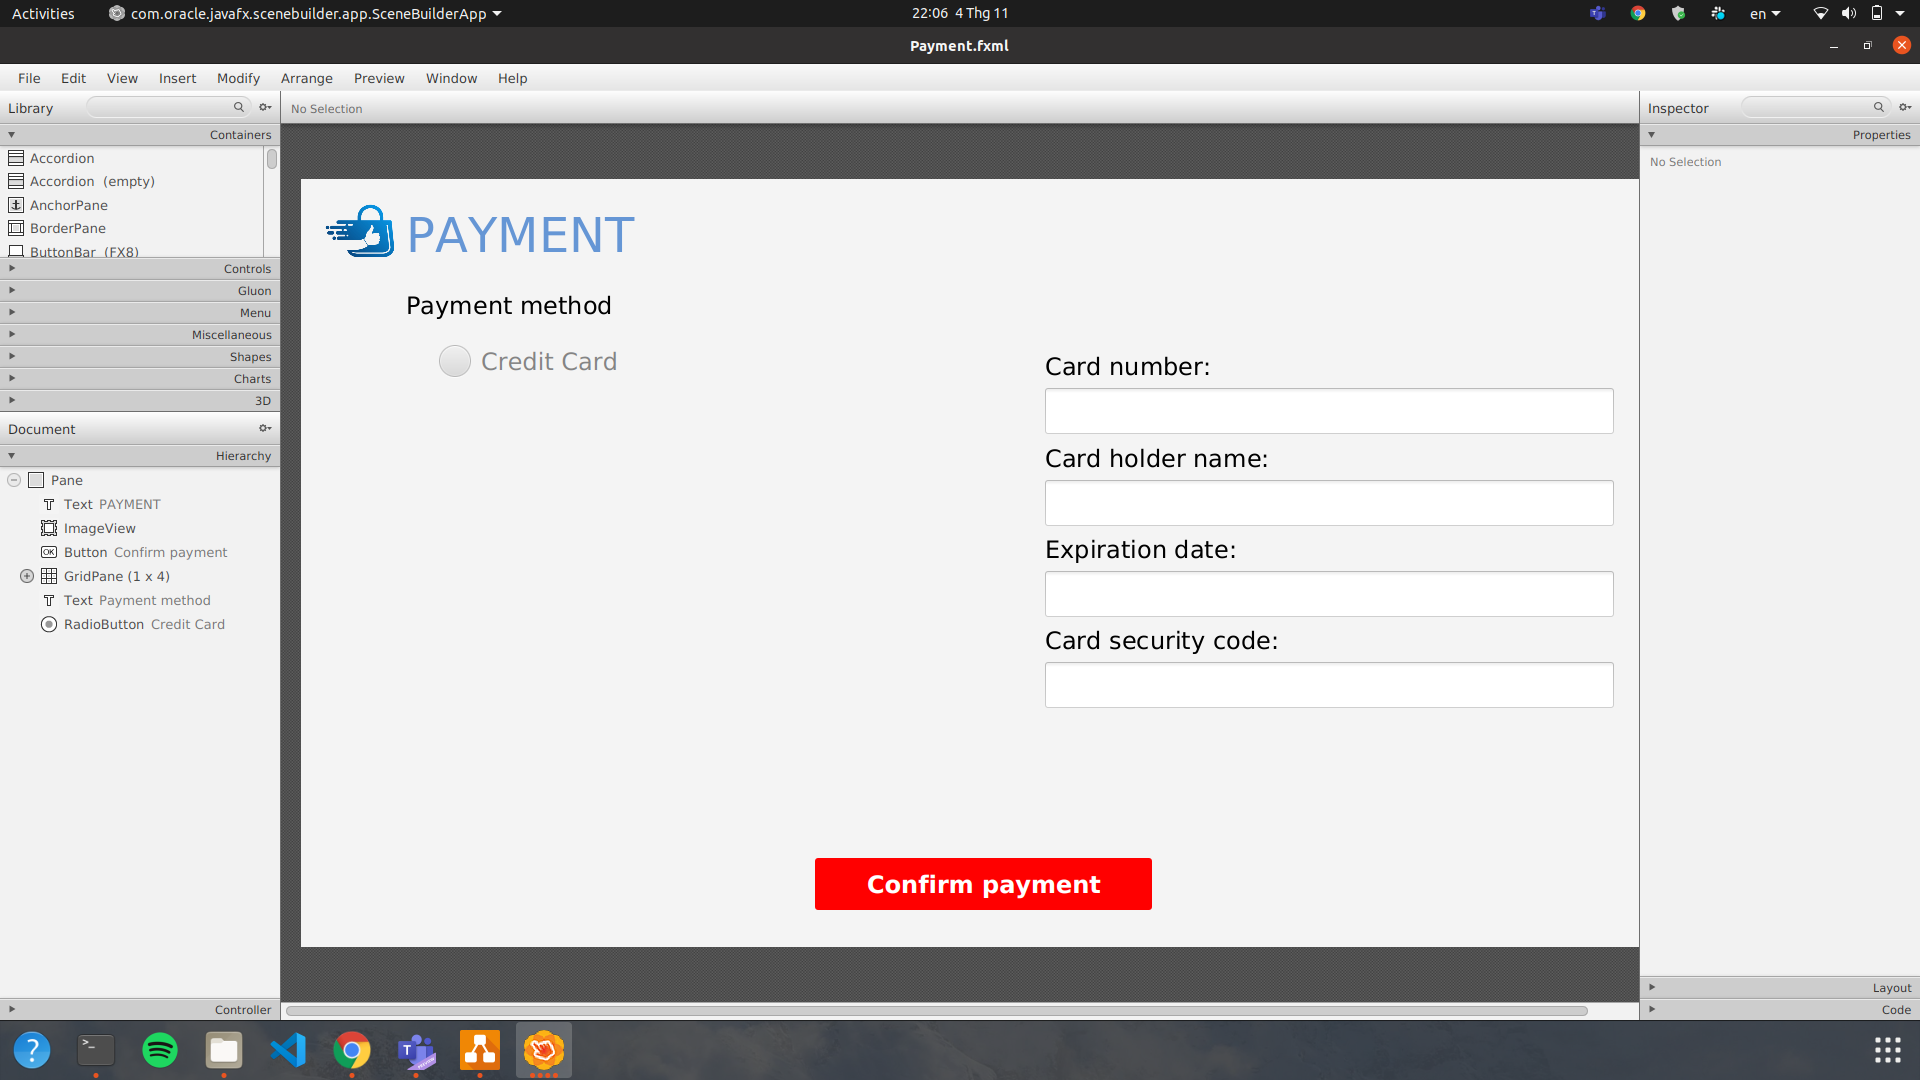 Activities
com.oracle.javafx.scenebuilder.app.SceneBuilderApp
22:06 4 Thg 11
en
Payment.fxml
File Edit View Insert Modify Arrange Preview Window Help
Library
No Selection
Inspector
Containers
Properties
Accordion
No Selection
Accordion (empty)
AnchorPane
BorderPane
ButtonBar (FX8)
Controls
Gluon
Menu
Miscellaneous
Shapes
Charts
3D
Document
Hierarchy
Pane
Text PAYMENT
ImageView
OK Button Confirm payment
GridPane (1 x 4)
Text Payment method
RadioButton Credit Card
Controller
PAYMENT
Payment method
Credit Card
Card number:
Card holder name:
Expiration date:
Card security code:
Confirm payment
Layout
Code